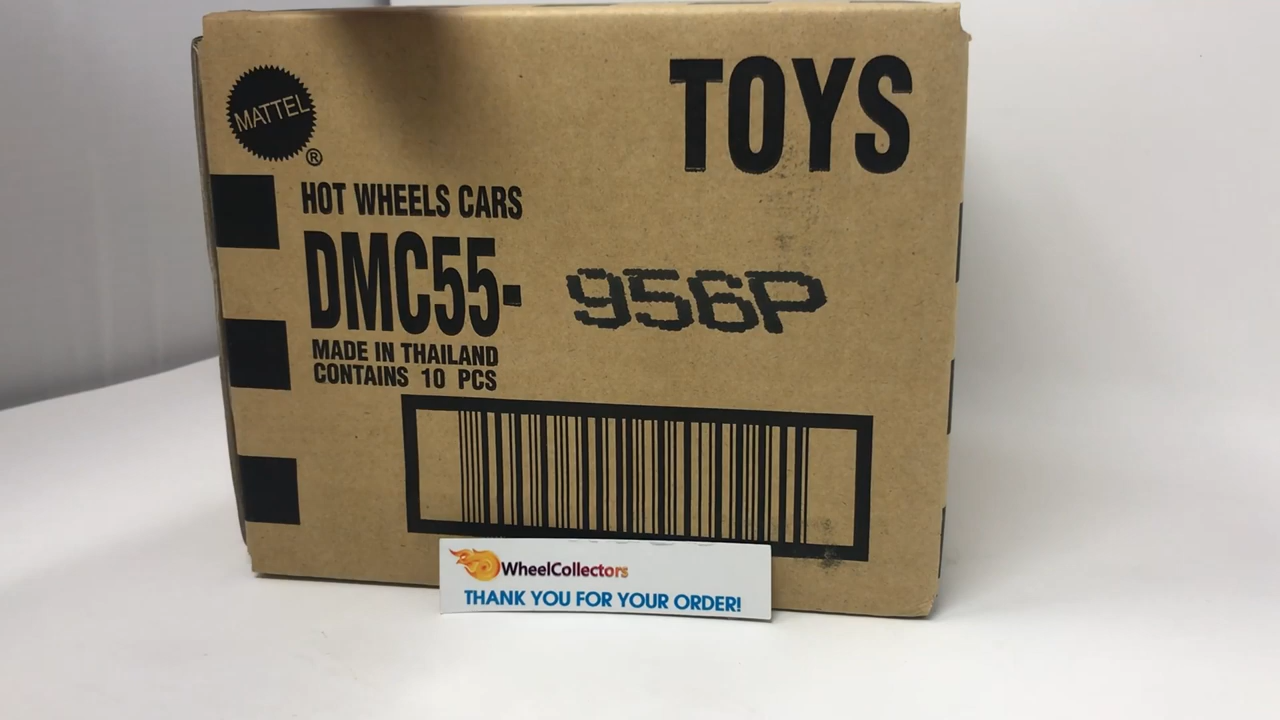 MATTEL
®
TOYS
HOT WHEELS CARS
DMC55- 956P
MADE IN THAILAND
CONTAINS 10 PCS
WheelCollectors
THANK YOU FOR YOUR ORDER!